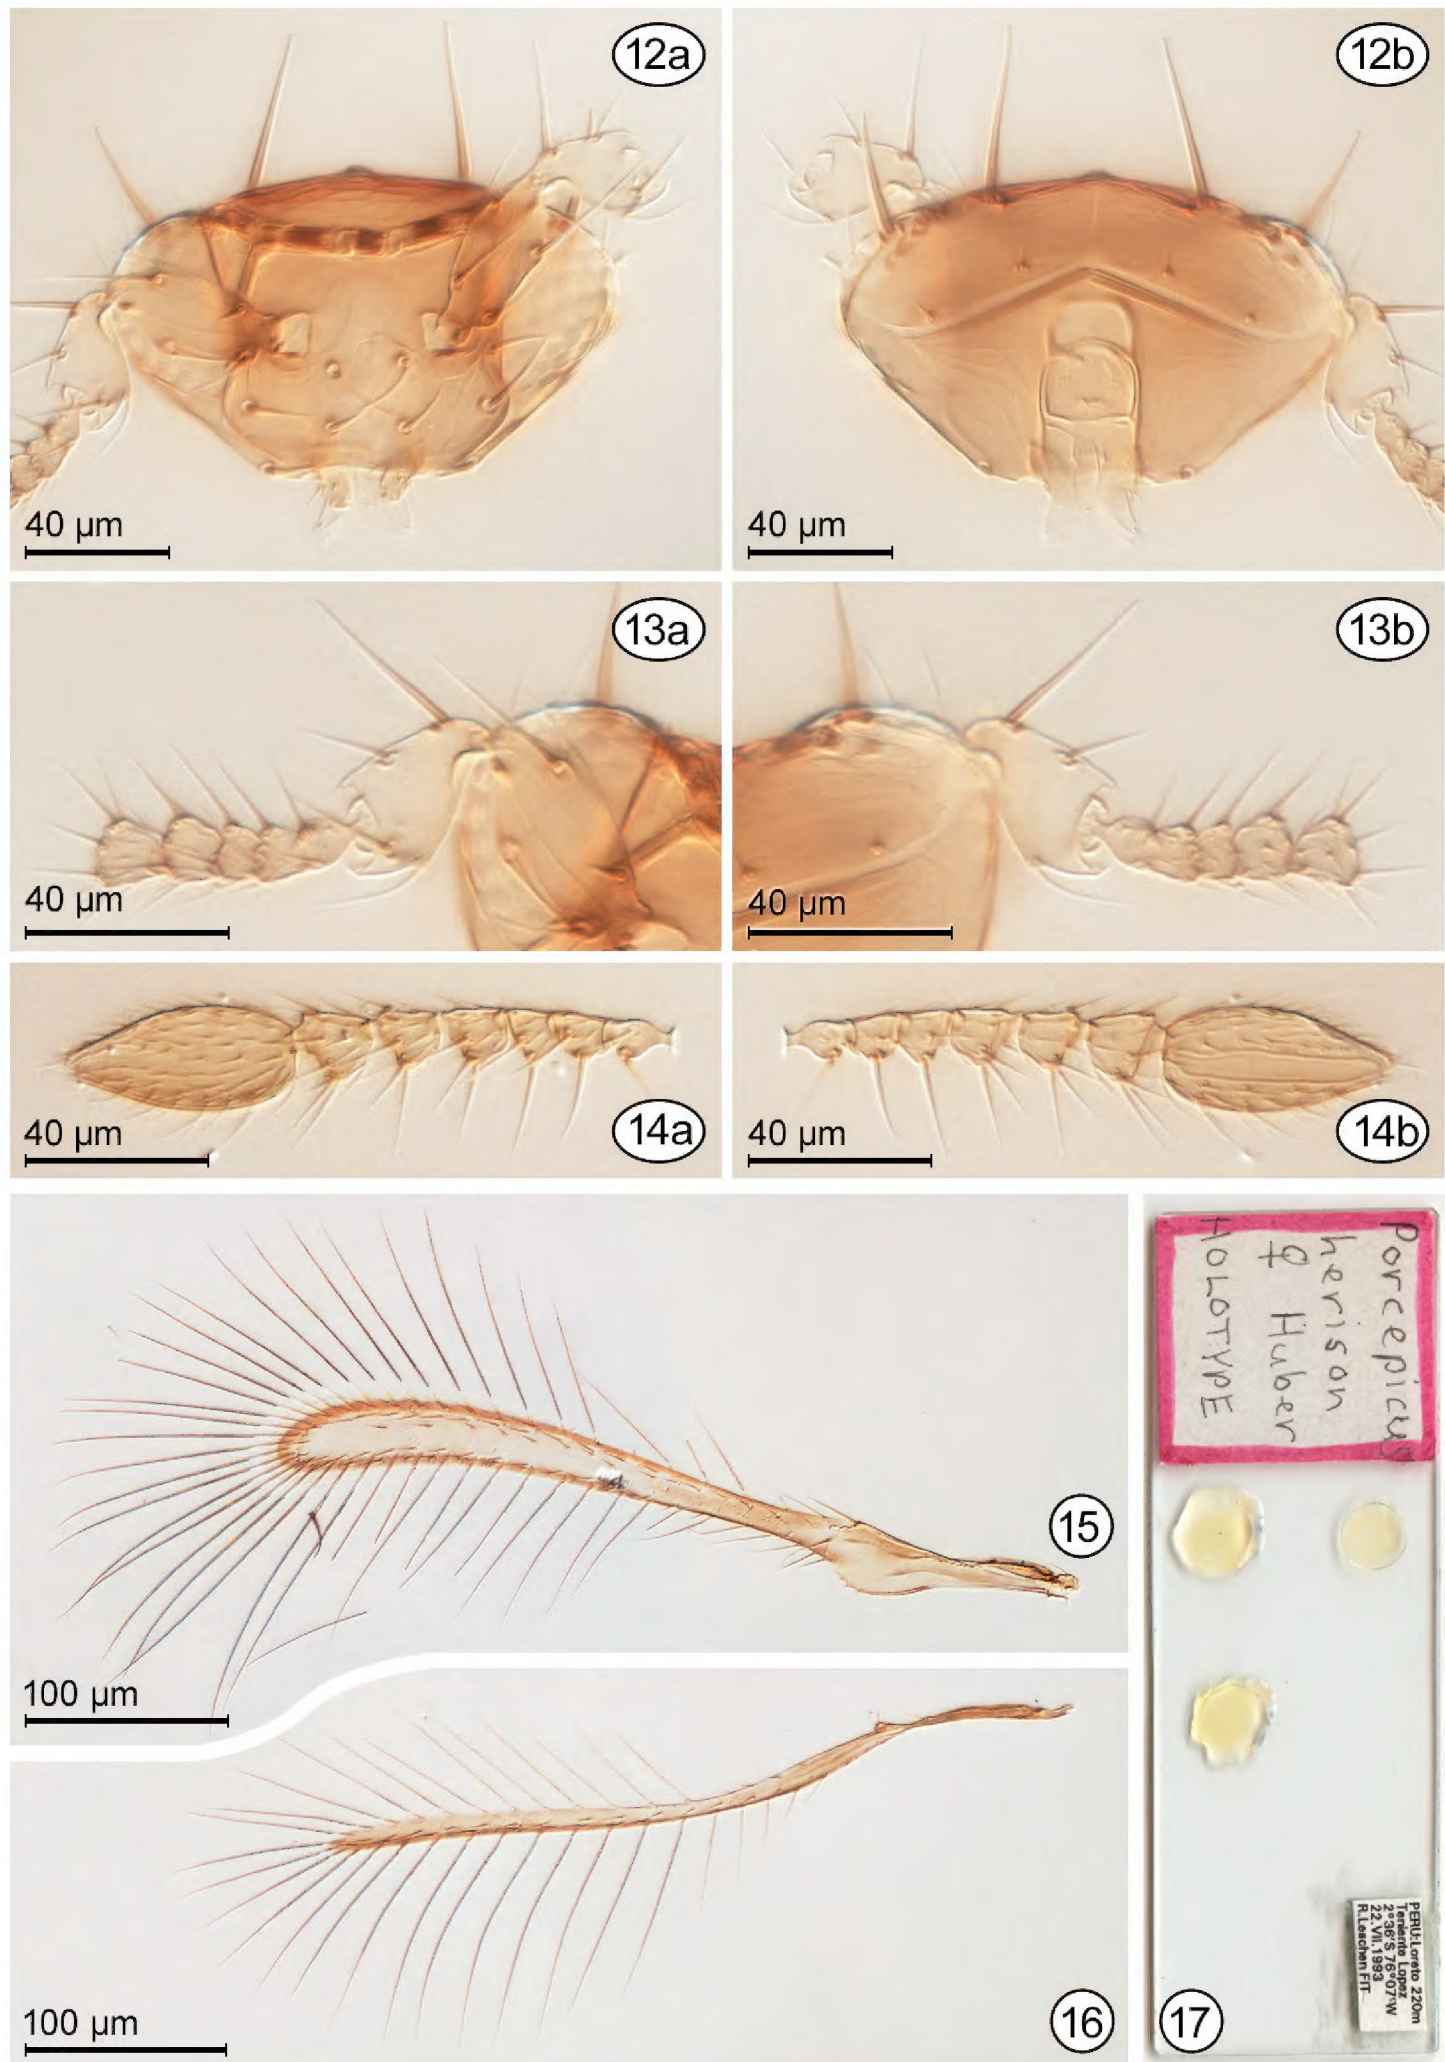 12a
12b
40 µm
40 µm
13a
13b
40 µm
40 µm
14a
14b
40 µm
40 µm
15
100 µm
16
100 µm
Porcepicus
herison
♀ Huber
HOLOTYPE
PERU: Loreto 220m
Teniente Lopez
2°36'S 76°07'W
22.VII.1993
R.Leschen FIT
17